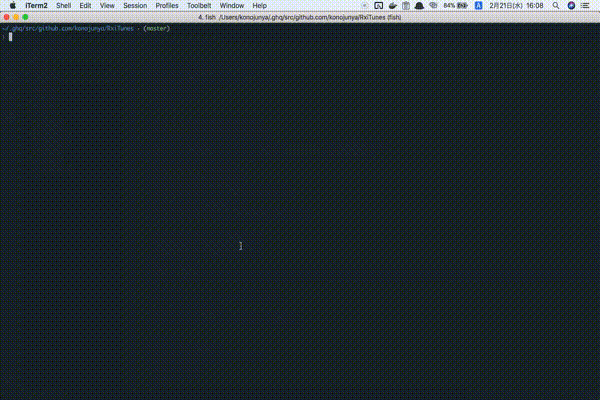 iTerm2 Shell Edit View Session Profiles Toolbelt Window Help 84% A 2月21日(水) 16:08
4. fish /Users/konojunya/.ghq/src/github.com/konojunya/RxiTunes (fish)
~/.ghq/src/github.com/konojunya/RxiTunes - (master)